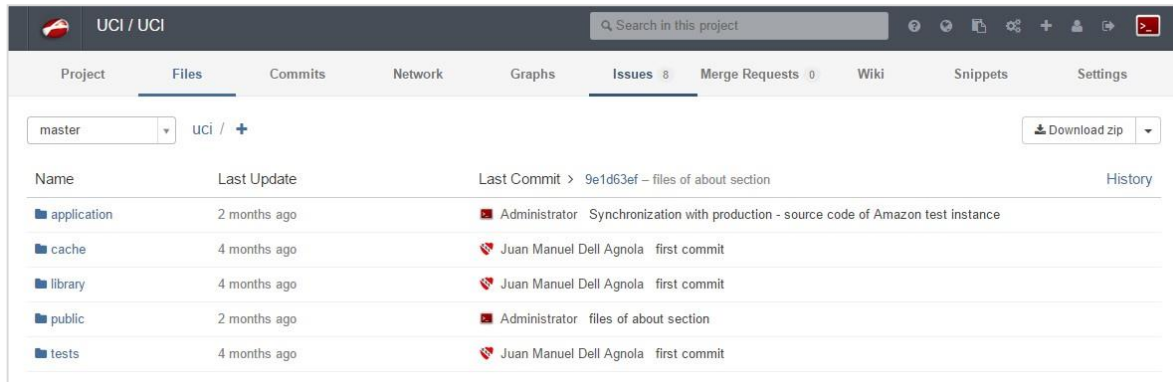 UCI / UCI Search in this project
Project Files Commits Network Graphs Issues 8 Merge Requests 0 Wiki Snippets Settings
master uci / + Download zip
Name Last Update Last Commit > 9e1d63ef – files of about section History
application 2 months ago Administrator Synchronization with production - source code of Amazon test instance
cache 4 months ago Juan Manuel Dell Agnola first commit
library 4 months ago Juan Manuel Dell Agnola first commit
public 2 months ago Administrator files of about section
tests 4 months ago Juan Manuel Dell Agnola first commit